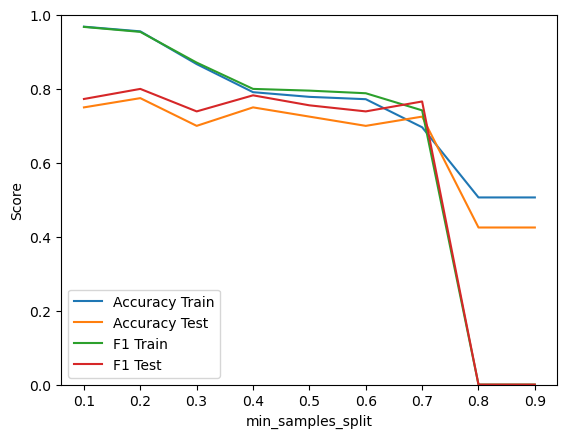 1.0
0.8
0.6
0.4
0.2
0.0
Score
Accuracy Train
Accuracy Test
F1 Train
F1 Test
0.1 0.2 0.3 0.4 0.5 0.6 0.7 0.8 0.9
min_samples_split